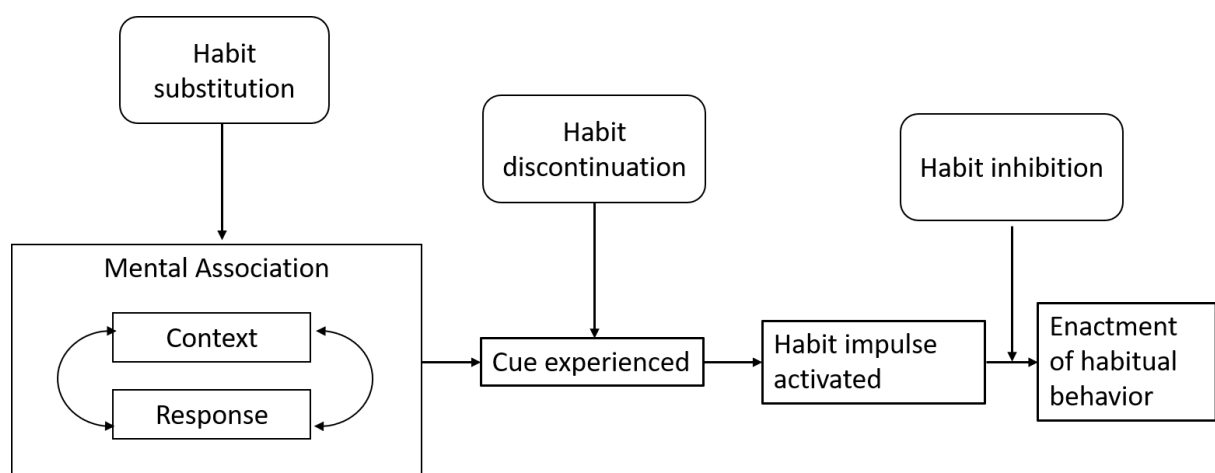 Habit
substitution
Habit
discontinuation
Habit inhibition
Mental Association
Context
Response
Cue experienced
Habit impulse
activated
Enactment
of habitual
behavior